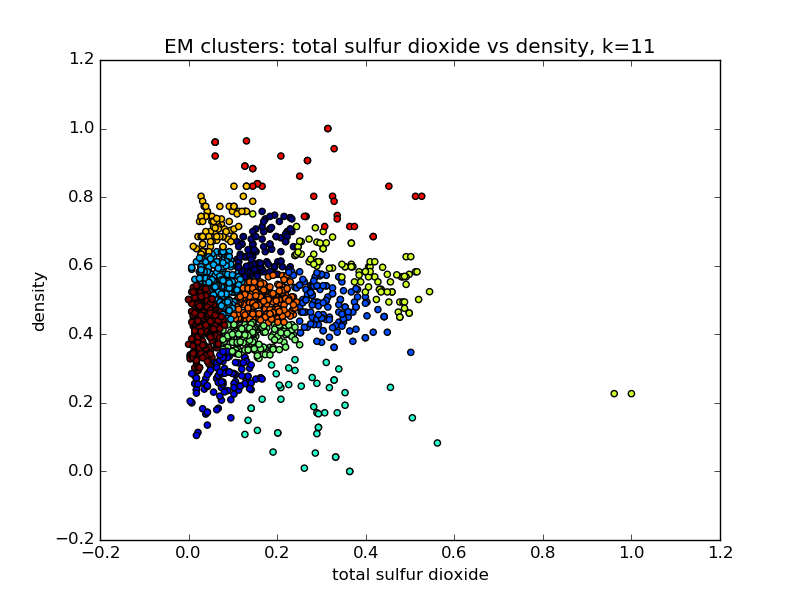 EM clusters: total sulfur dioxide vs density, k=11
1.2
1.0
0.8
0.6
0.4
0.2
0.0
−0.2
density
−0.2 0.0 0.2 0.4 0.6 0.8 1.0 1.2
total sulfur dioxide